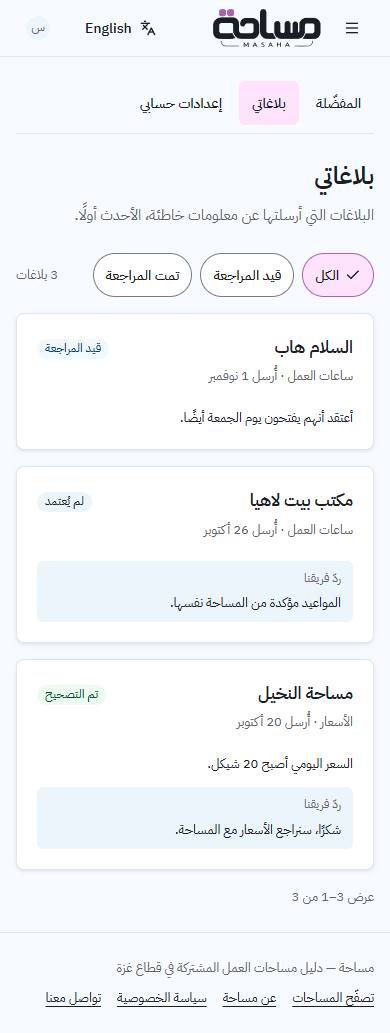 مساحة
MASAHA
English
س
المفضّلة
بلاغاتي
إعدادات حسابي
بلاغاتي
البلاغات التي أرسلتها عن معلومات خاطئة، الأحدث أولًا.
الكل
قيد المراجعة
تمت المراجعة
3 بلاغات
السلام هاب
قيد المراجعة
ساعات العمل · أُرسل 1 نوفمبر
أعتقد أنهم يفتحون يوم الجمعة أيضًا.
مكتب بيت لاهيا
لم يُعتمد
ساعات العمل · أُرسل 26 أكتوبر
ردّ فريقنا
المواعيد مؤكدة من المساحة نفسها.
مساحة النخيل
تم التصحيح
الأسعار · أُرسل 20 أكتوبر
السعر اليومي أصبح 20 شيكل.
ردّ فريقنا
شكرًا، سنراجع الأسعار مع المساحة.
عرض 3–1 من 3
مساحة — دليل مساحات العمل المشتركة في قطاع غزة
تصفّح المساحات
عن مساحة
سياسة الخصوصية
تواصل معنا